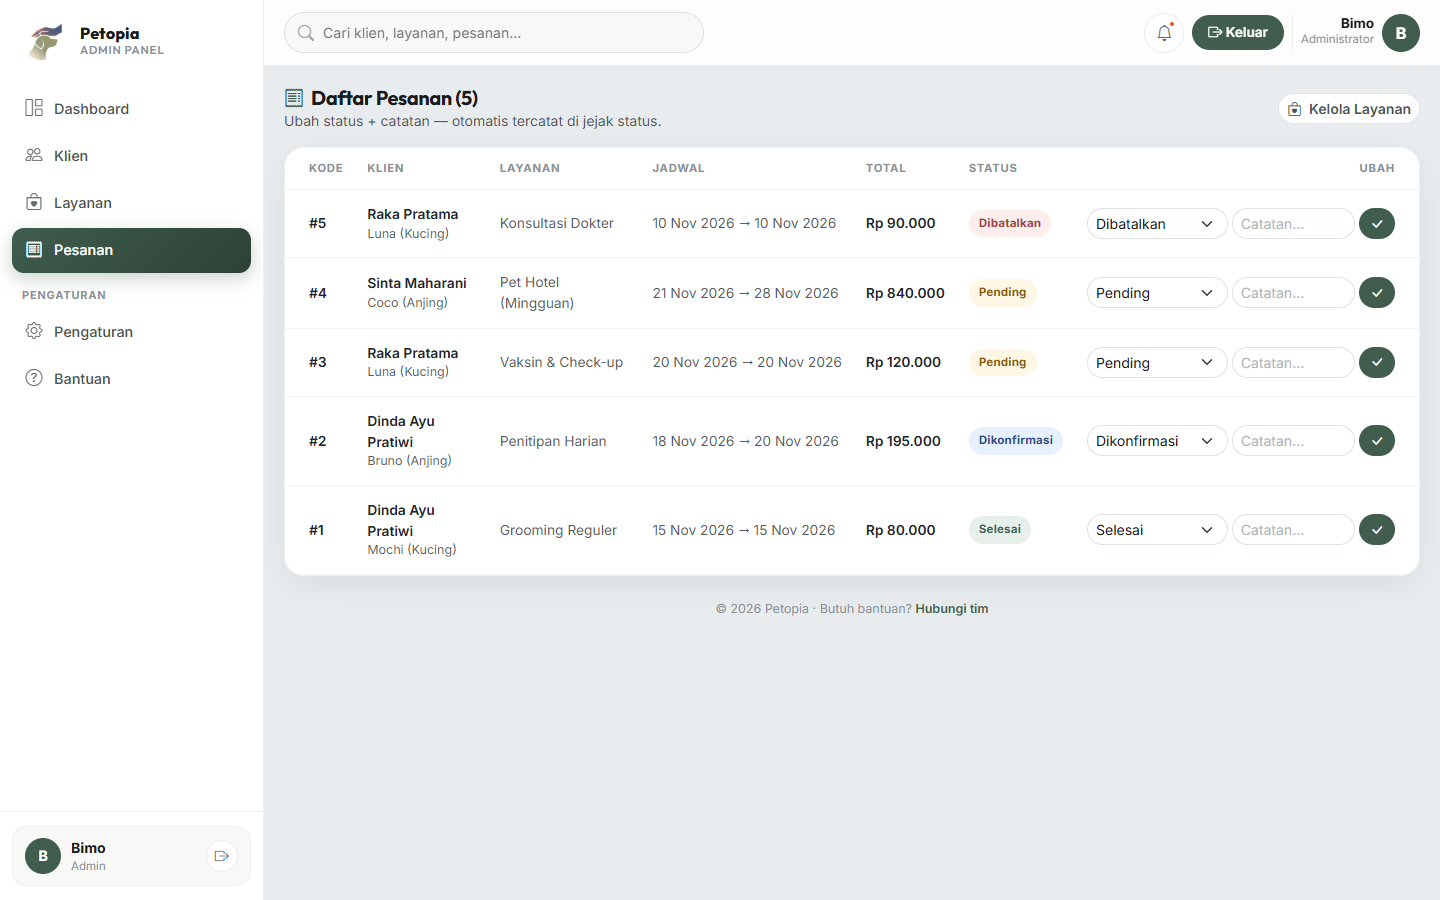 Petopia
ADMIN PANEL
Dashboard
Klien
Layanan
Pesanan
PENGATURAN
Pengaturan
Bantuan
B
Bimo
Admin
Cari klien, layanan, pesanan...
Keluar
Bimo
Administrator
B
Daftar Pesanan (5)
Ubah status + catatan — otomatis tercatat di jejak status.
Kelola Layanan
KODE KLIEN LAYANAN JADWAL TOTAL STATUS UBAH
#5 Raka Pratama Konsultasi Dokter 10 Nov 2026 → 10 Nov 2026 Rp 90.000 Dibatalkan Dibatalkan Catatan...
Luna (Kucing)
#4 Sinta Maharani Pet Hotel 21 Nov 2026 → 28 Nov 2026 Rp 840.000 Pending Pending Catatan...
Coco (Anjing) (Mingguan)
#3 Raka Pratama Vaksin & Check-up 20 Nov 2026 → 20 Nov 2026 Rp 120.000 Pending Pending Catatan...
Luna (Kucing)
#2 Dinda Ayu Penitipan Harian 18 Nov 2026 → 20 Nov 2026 Rp 195.000 Dikonfirmasi Dikonfirmasi Catatan...
Pratiwi
Bruno (Anjing)
#1 Dinda Ayu Grooming Reguler 15 Nov 2026 → 15 Nov 2026 Rp 80.000 Selesai Selesai Catatan...
Pratiwi
Mochi (Kucing)
© 2026 Petopia · Butuh bantuan? Hubungi tim